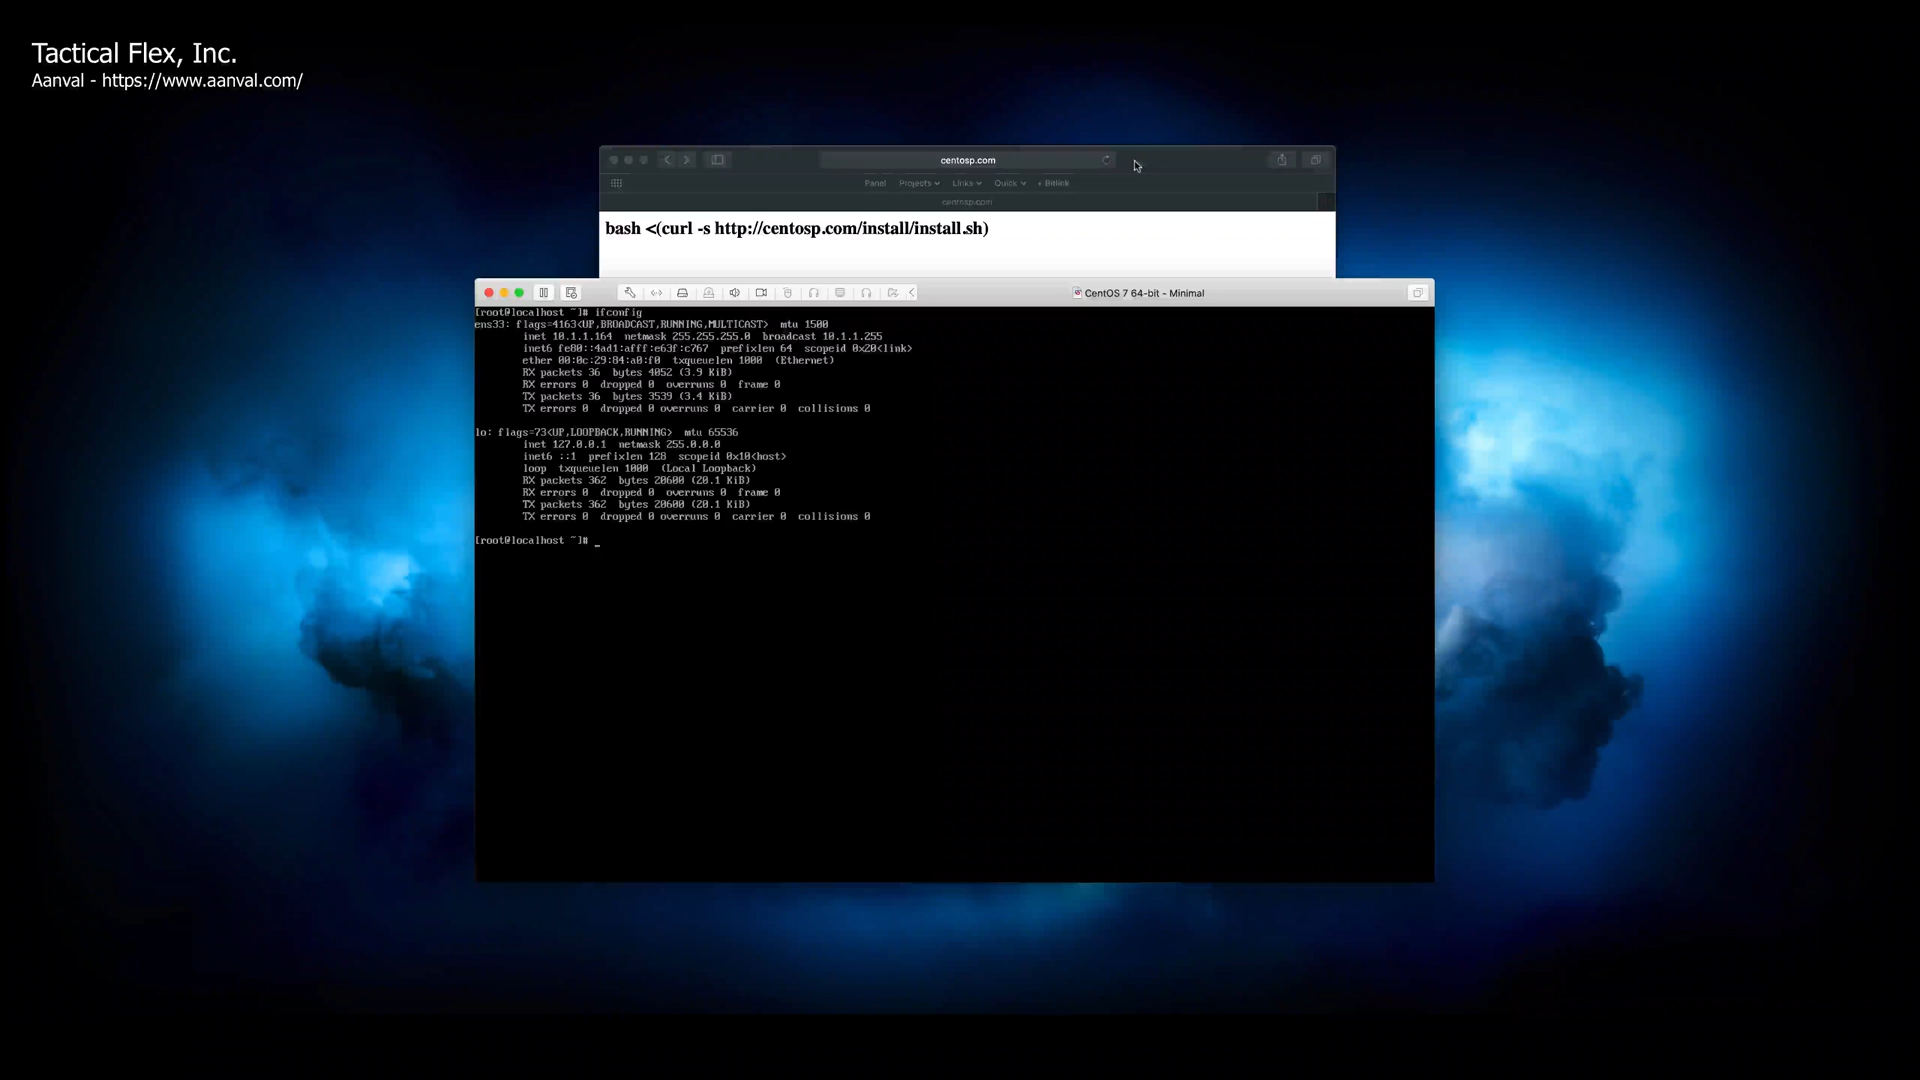 Tactical Flex, Inc.
Aanval - https://www.aanval.com/
centosp.com
Panel Projects Links Quick + Bitlink
centosp.com
bash <(curl -s http://centosp.com/install/install.sh)
CentOS 7 64-bit - Minimal
[root@localhost ~]# ifconfig
ens33: flags=4163<UP,BROADCAST,RUNNING,MULTICAST>  mtu 1500
        inet 10.1.1.164  netmask 255.255.255.0  broadcast 10.1.1.255
        inet6 fe80::4ad1:afff:e63f:c767  prefixlen 64  scopeid 0x20<link>
        ether 00:0c:29:84:a0:f0  txqueuelen 1000  (Ethernet)
        RX packets 36  bytes 4052 (3.9 KiB)
        RX errors 0  dropped 0  overruns 0  frame 0
        TX packets 36  bytes 3539 (3.4 KiB)
        TX errors 0  dropped 0 overruns 0  carrier 0  collisions 0
lo: flags=73<UP,LOOPBACK,RUNNING>  mtu 65536
        inet 127.0.0.1  netmask 255.0.0.0
        inet6 ::1  prefixlen 128  scopeid 0x10<host>
        loop  txqueuelen 1000  (Local Loopback)
        RX packets 362  bytes 20600 (20.1 KiB)
        RX errors 0  dropped 0  overruns 0  frame 0
        TX packets 362  bytes 20600 (20.1 KiB)
        TX errors 0  dropped 0 overruns 0  carrier 0  collisions 0
[root@localhost ~]# _